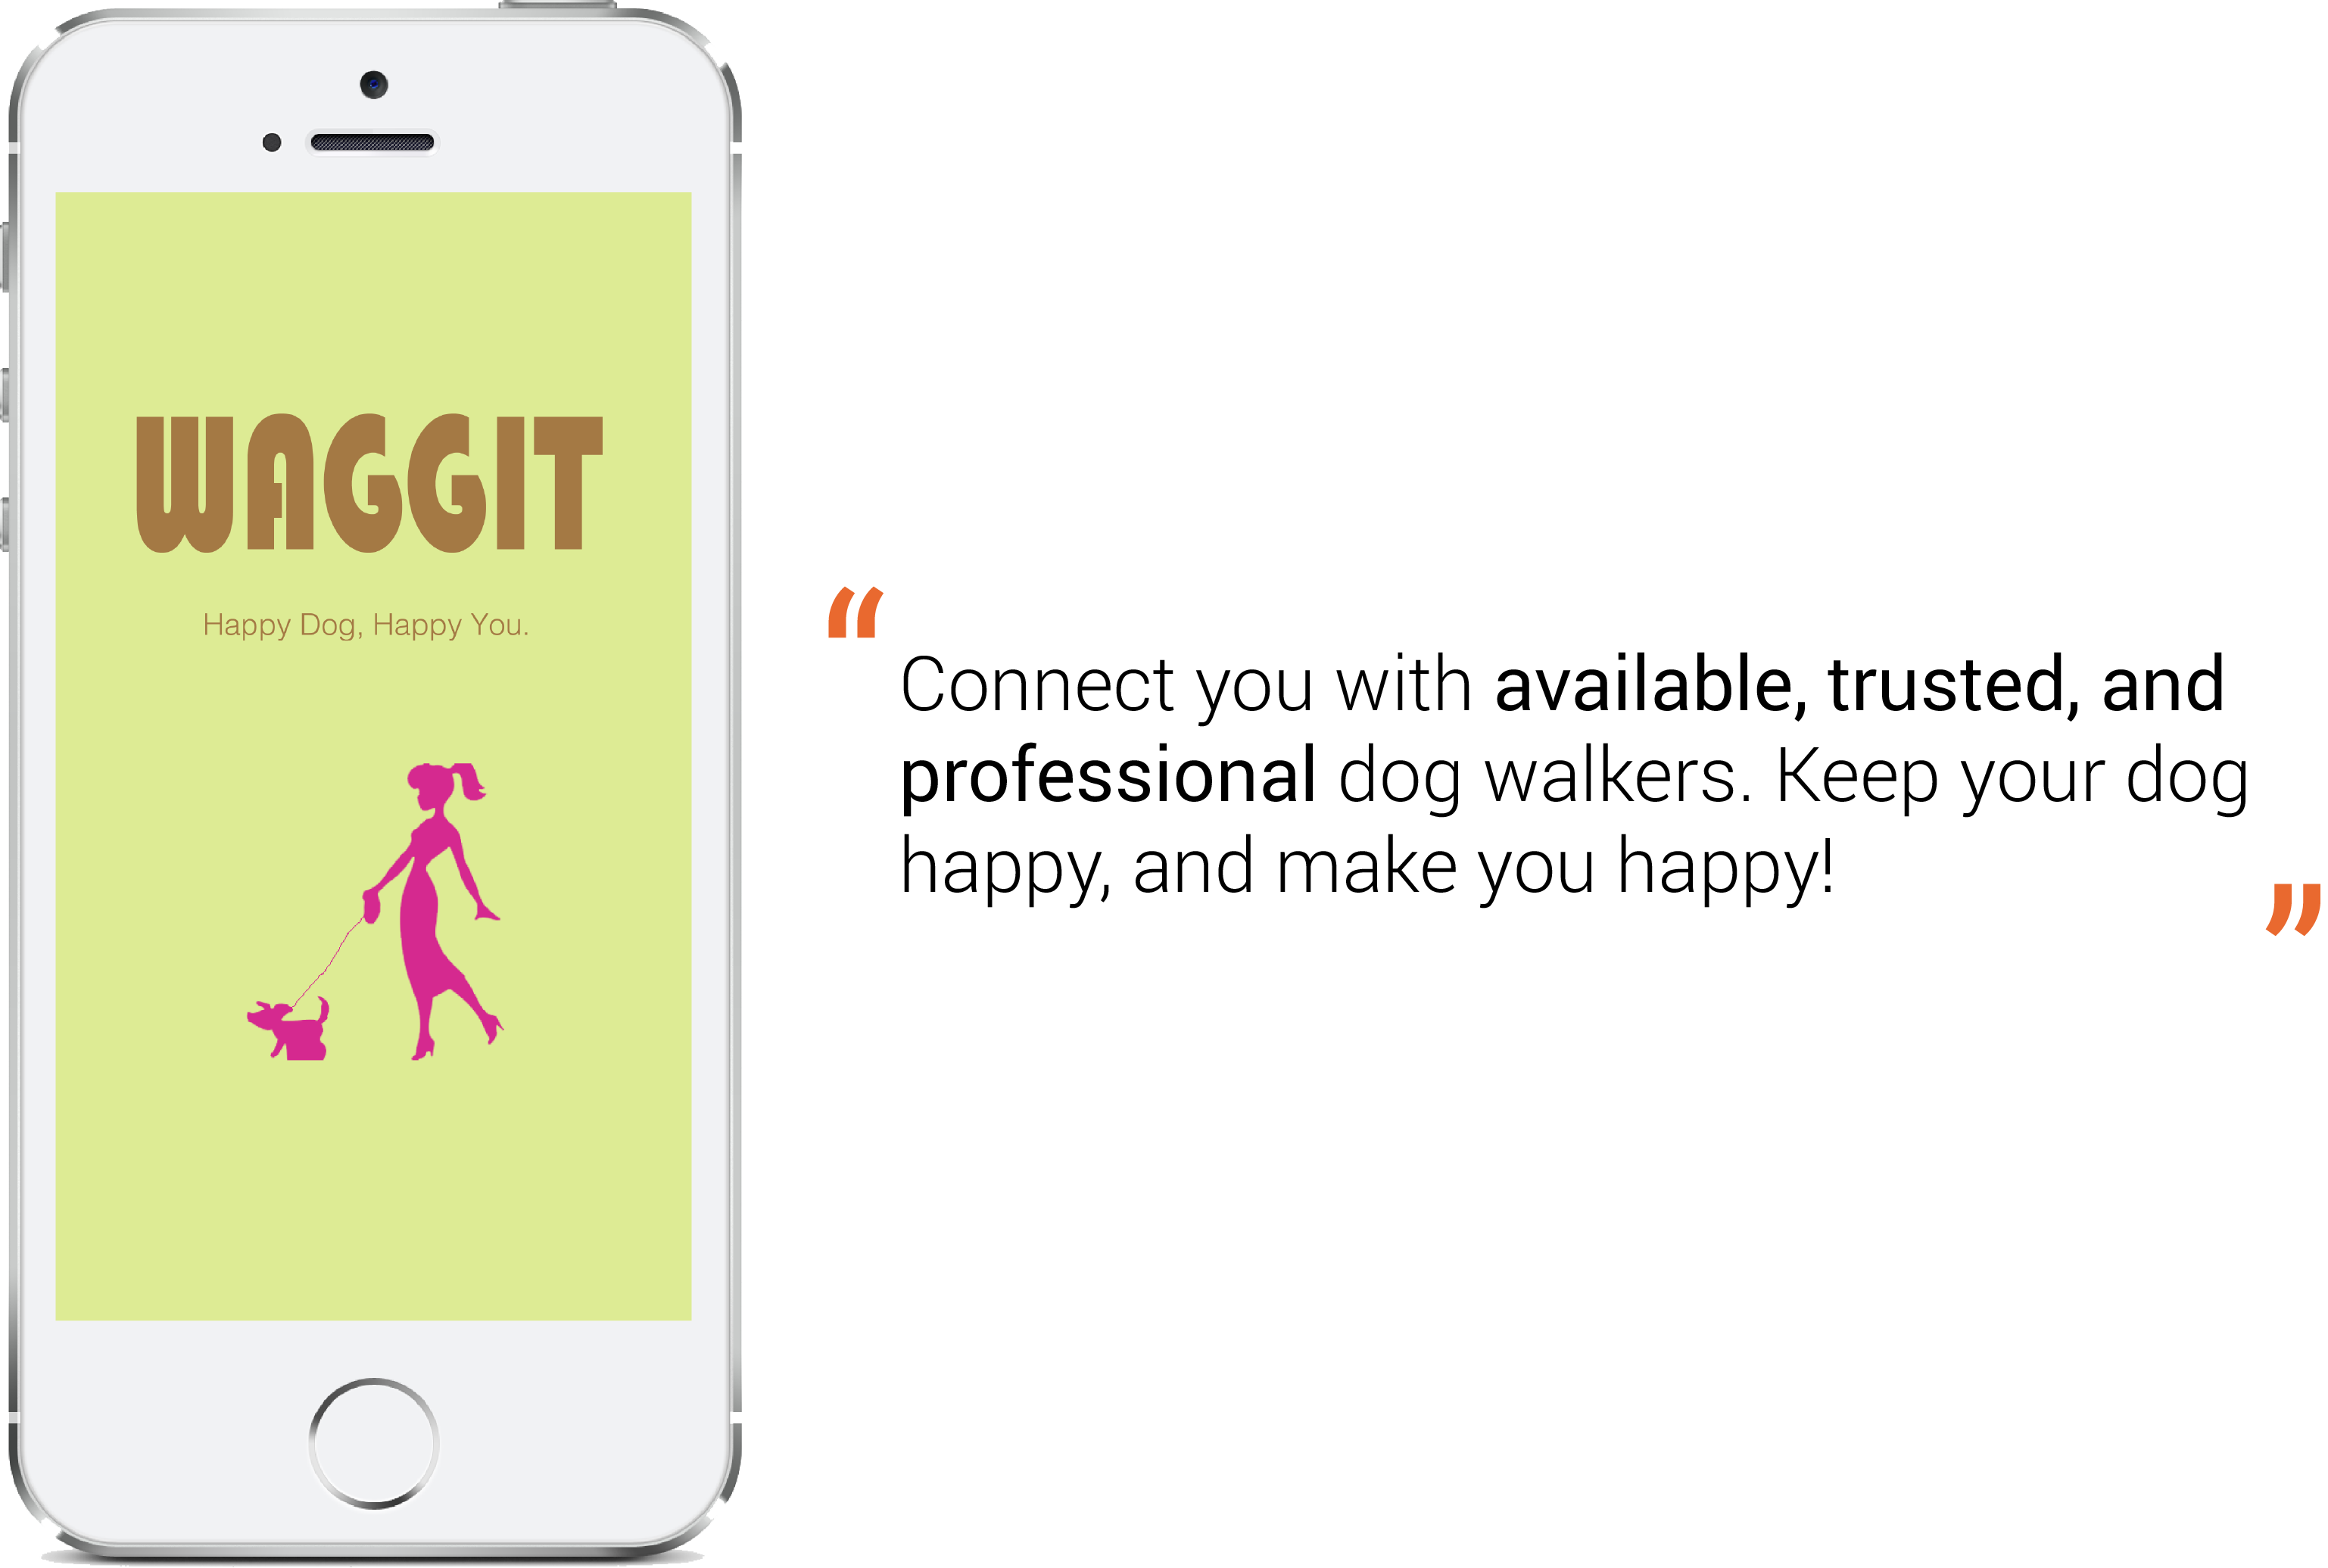 WAGGIT
Happy Dog, Happy You.
“
Connect you with available, trusted, and
professional dog walkers. Keep your dog
happy, and make you happy!
”